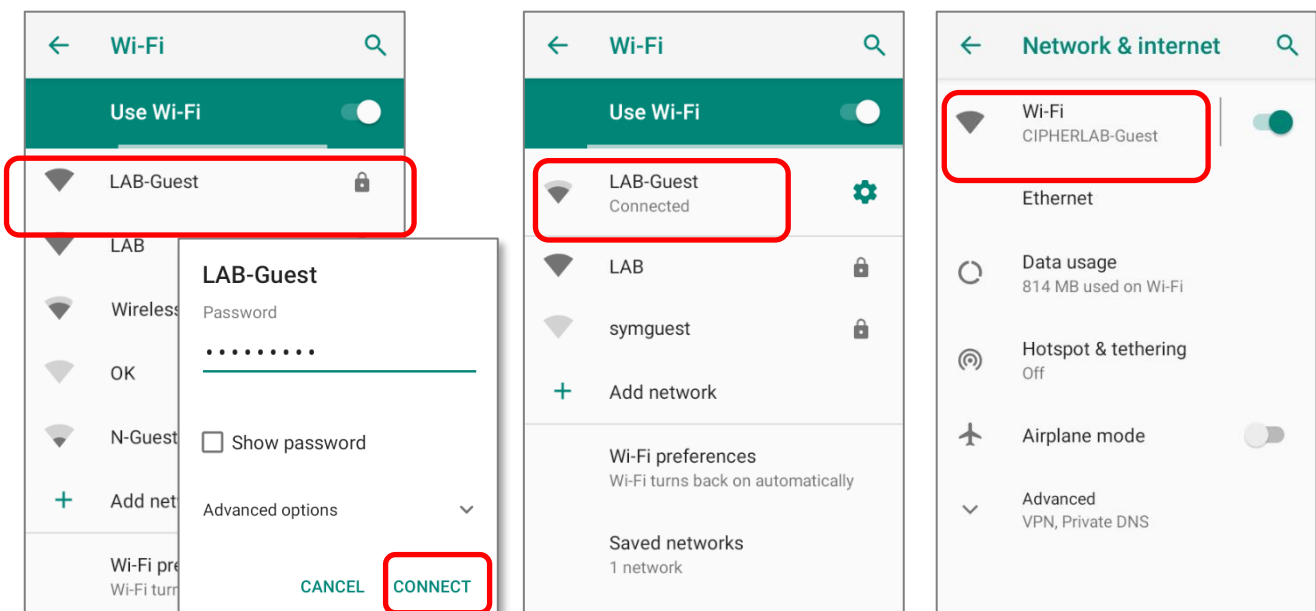 Wi-Fi
Use Wi-Fi
LAB-Guest
LAB
Wireless
OK
N-Guest
Add net
Wi-Fi pre
Wi-Fi turr
LAB-Guest
Password
•••••••••
Show password
Advanced options
CANCEL CONNECT
Wi-Fi
Use Wi-Fi
LAB-Guest
Connected
LAB
symguest
Add network
Wi-Fi preferences
Wi-Fi turns back on automatically
Saved networks
1 network
Network & internet
Wi-Fi
CIPHERLAB-Guest
Ethernet
Data usage
814 MB used on Wi-Fi
Hotspot & tethering
Off
Airplane mode
Advanced
VPN, Private DNS